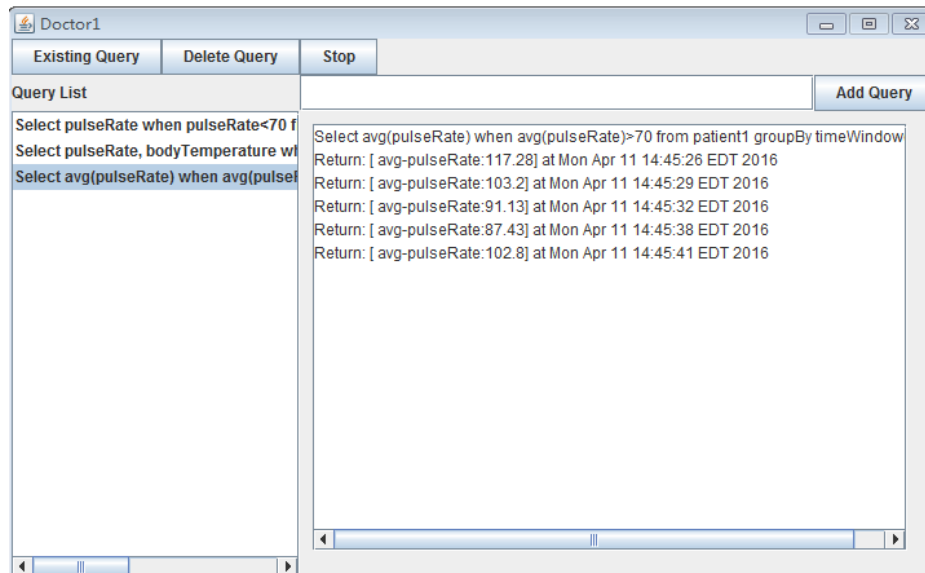 Doctor1
Existing Query Delete Query Stop
Query List
Add Query
Select pulseRate when pulseRate<70 f
Select pulseRate, bodyTemperature wh
Select avg(pulseRate) when avg(pulseR
Select avg(pulseRate) when avg(pulseRate)>70 from patient1 groupBy timeWindow
Return: [ avg-pulseRate:117.28] at Mon Apr 11 14:45:26 EDT 2016
Return: [ avg-pulseRate:103.2] at Mon Apr 11 14:45:29 EDT 2016
Return: [ avg-pulseRate:91.13] at Mon Apr 11 14:45:32 EDT 2016
Return: [ avg-pulseRate:87.43] at Mon Apr 11 14:45:38 EDT 2016
Return: [ avg-pulseRate:102.8] at Mon Apr 11 14:45:41 EDT 2016